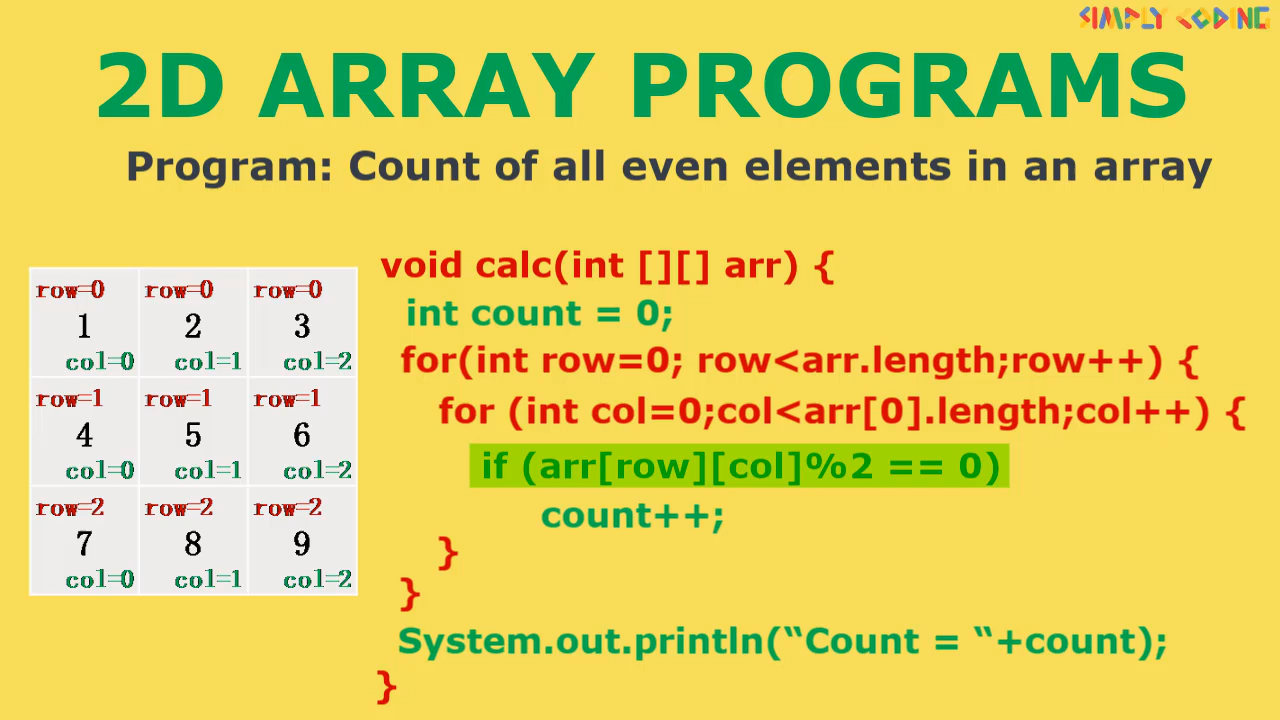 SIMPLY CODING
2D ARRAY PROGRAMS
Program: Count of all even elements in an array
row=0 row=0 row=0
1 2 3
col=0 col=1 col=2
row=1 row=1 row=1
4 5 6
col=0 col=1 col=2
row=2 row=2 row=2
7 8 9
col=0 col=1 col=2
void calc(int [][] arr) {
int count = 0;
for(int row=0; row<arr.length;row++) {
for (int col=0;col<arr[0].length;col++) {
if (arr[row][col]%2 == 0)
count++;
}
}
System.out.println(“Count = “+count);
}